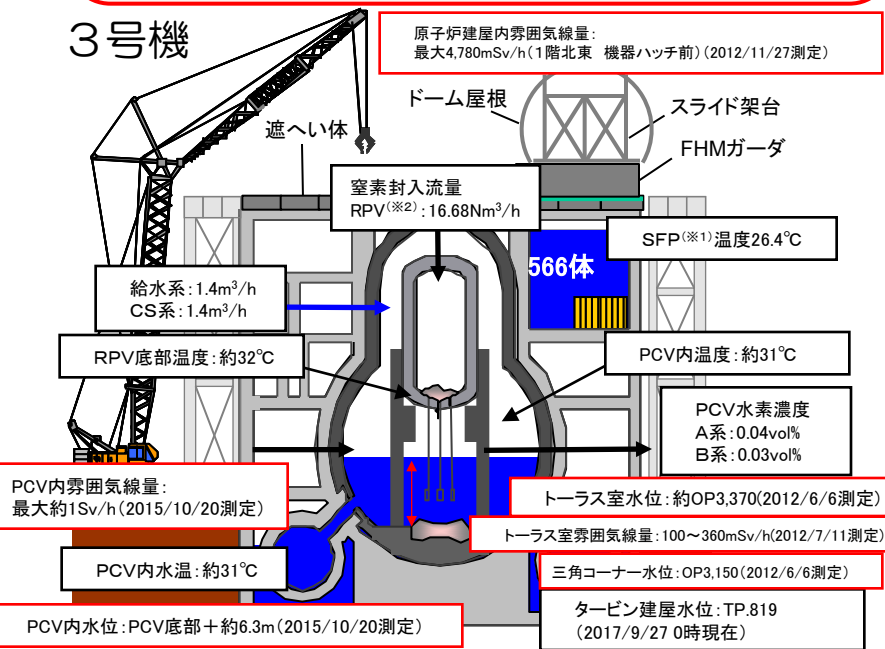 3号機
原子炉建屋内雰囲気線量:
最大4,780mSv/h(1階北東 機器ハッチ前)(2012/11/27測定)
ドーム屋根
スライド架台
遮へい体
FHMガーダ
窒素封入流量
RPV(※2):16.68Nm³/h
SFP(※1)温度26.4℃
566体
給水系:1.4m³/h
CS系:1.4m³/h
RPV底部温度:約32℃
PCV内温度:約31℃
PCV水素濃度
A系:0.04vol%
B系:0.03vol%
PCV内雰囲気線量:
最大約1Sv/h(2015/10/20測定)
トーラス室水位:約OP3,370(2012/6/6測定)
トーラス室雰囲気線量:100~360mSv/h(2012/7/11測定)
PCV内水温:約31℃
三角コーナー水位:OP3,150(2012/6/6測定)
PCV内水位:PCV底部+約6.3m(2015/10/20測定)
タービン建屋水位:TP.819
(2017/9/27 0時現在)